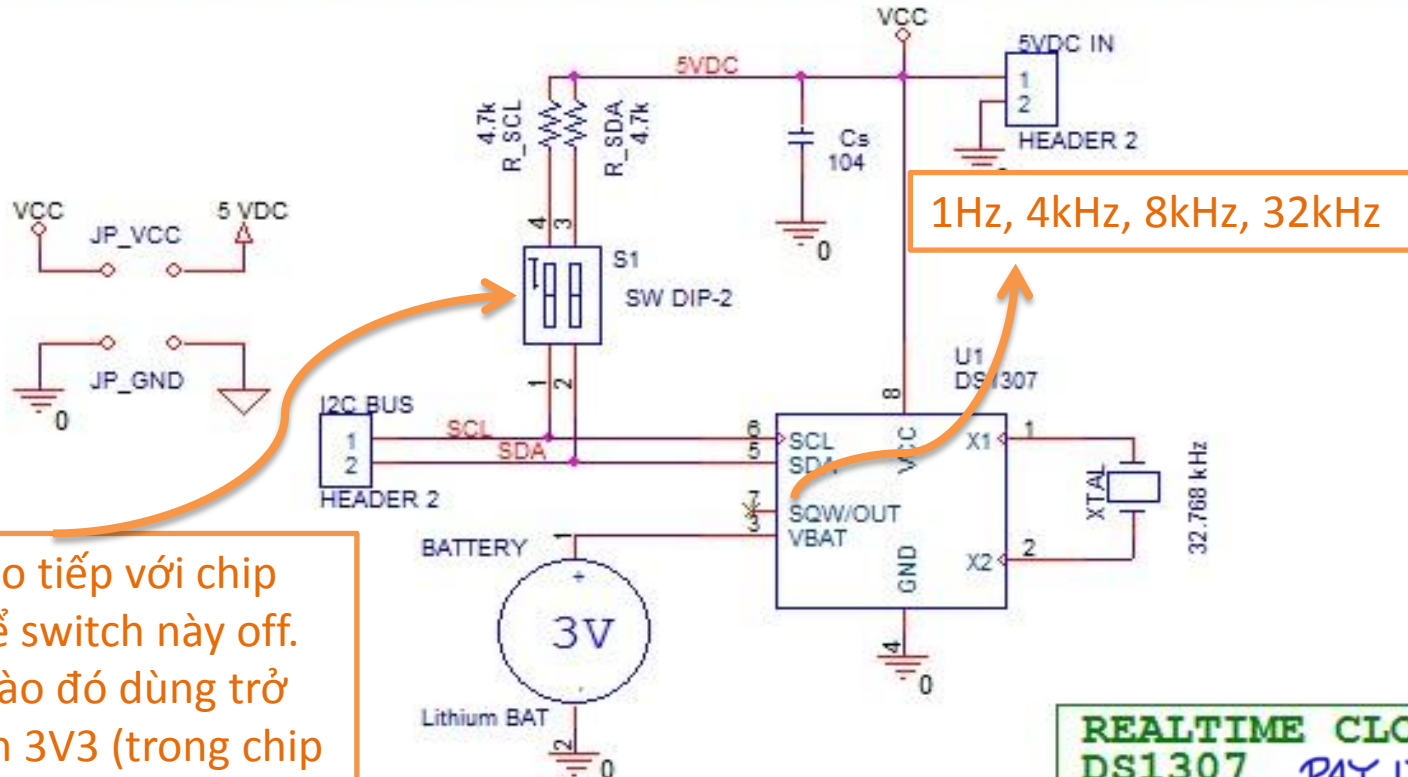 VCC
5VDC IN
5VDC
1
2
HEADER 2
4.7k
R_SCL
R_SDA
4.7k
Cs
104
0
1Hz, 4kHz, 8kHz, 32kHz
VCC
JP_VCC
5 VDC
4
3
S1
SW DIP-2
0
JP_GND
0
1
2
U1
DS1307
8
I2C BUS
1
2
HEADER 2
SCL
SDA
6
5
7
3
SCL
SDA
SQW/OUT
VBAT
VCC
GND
X1
X2
1
2
XTAL
32.768 kHz
4
0
BATTERY
1
+
3V
-
Lithium BAT
2
0
o tiếp với chip
ể switch này off.
ào đó dùng trở
n 3V3 (trong chip
REALTIME CLO
DS1307